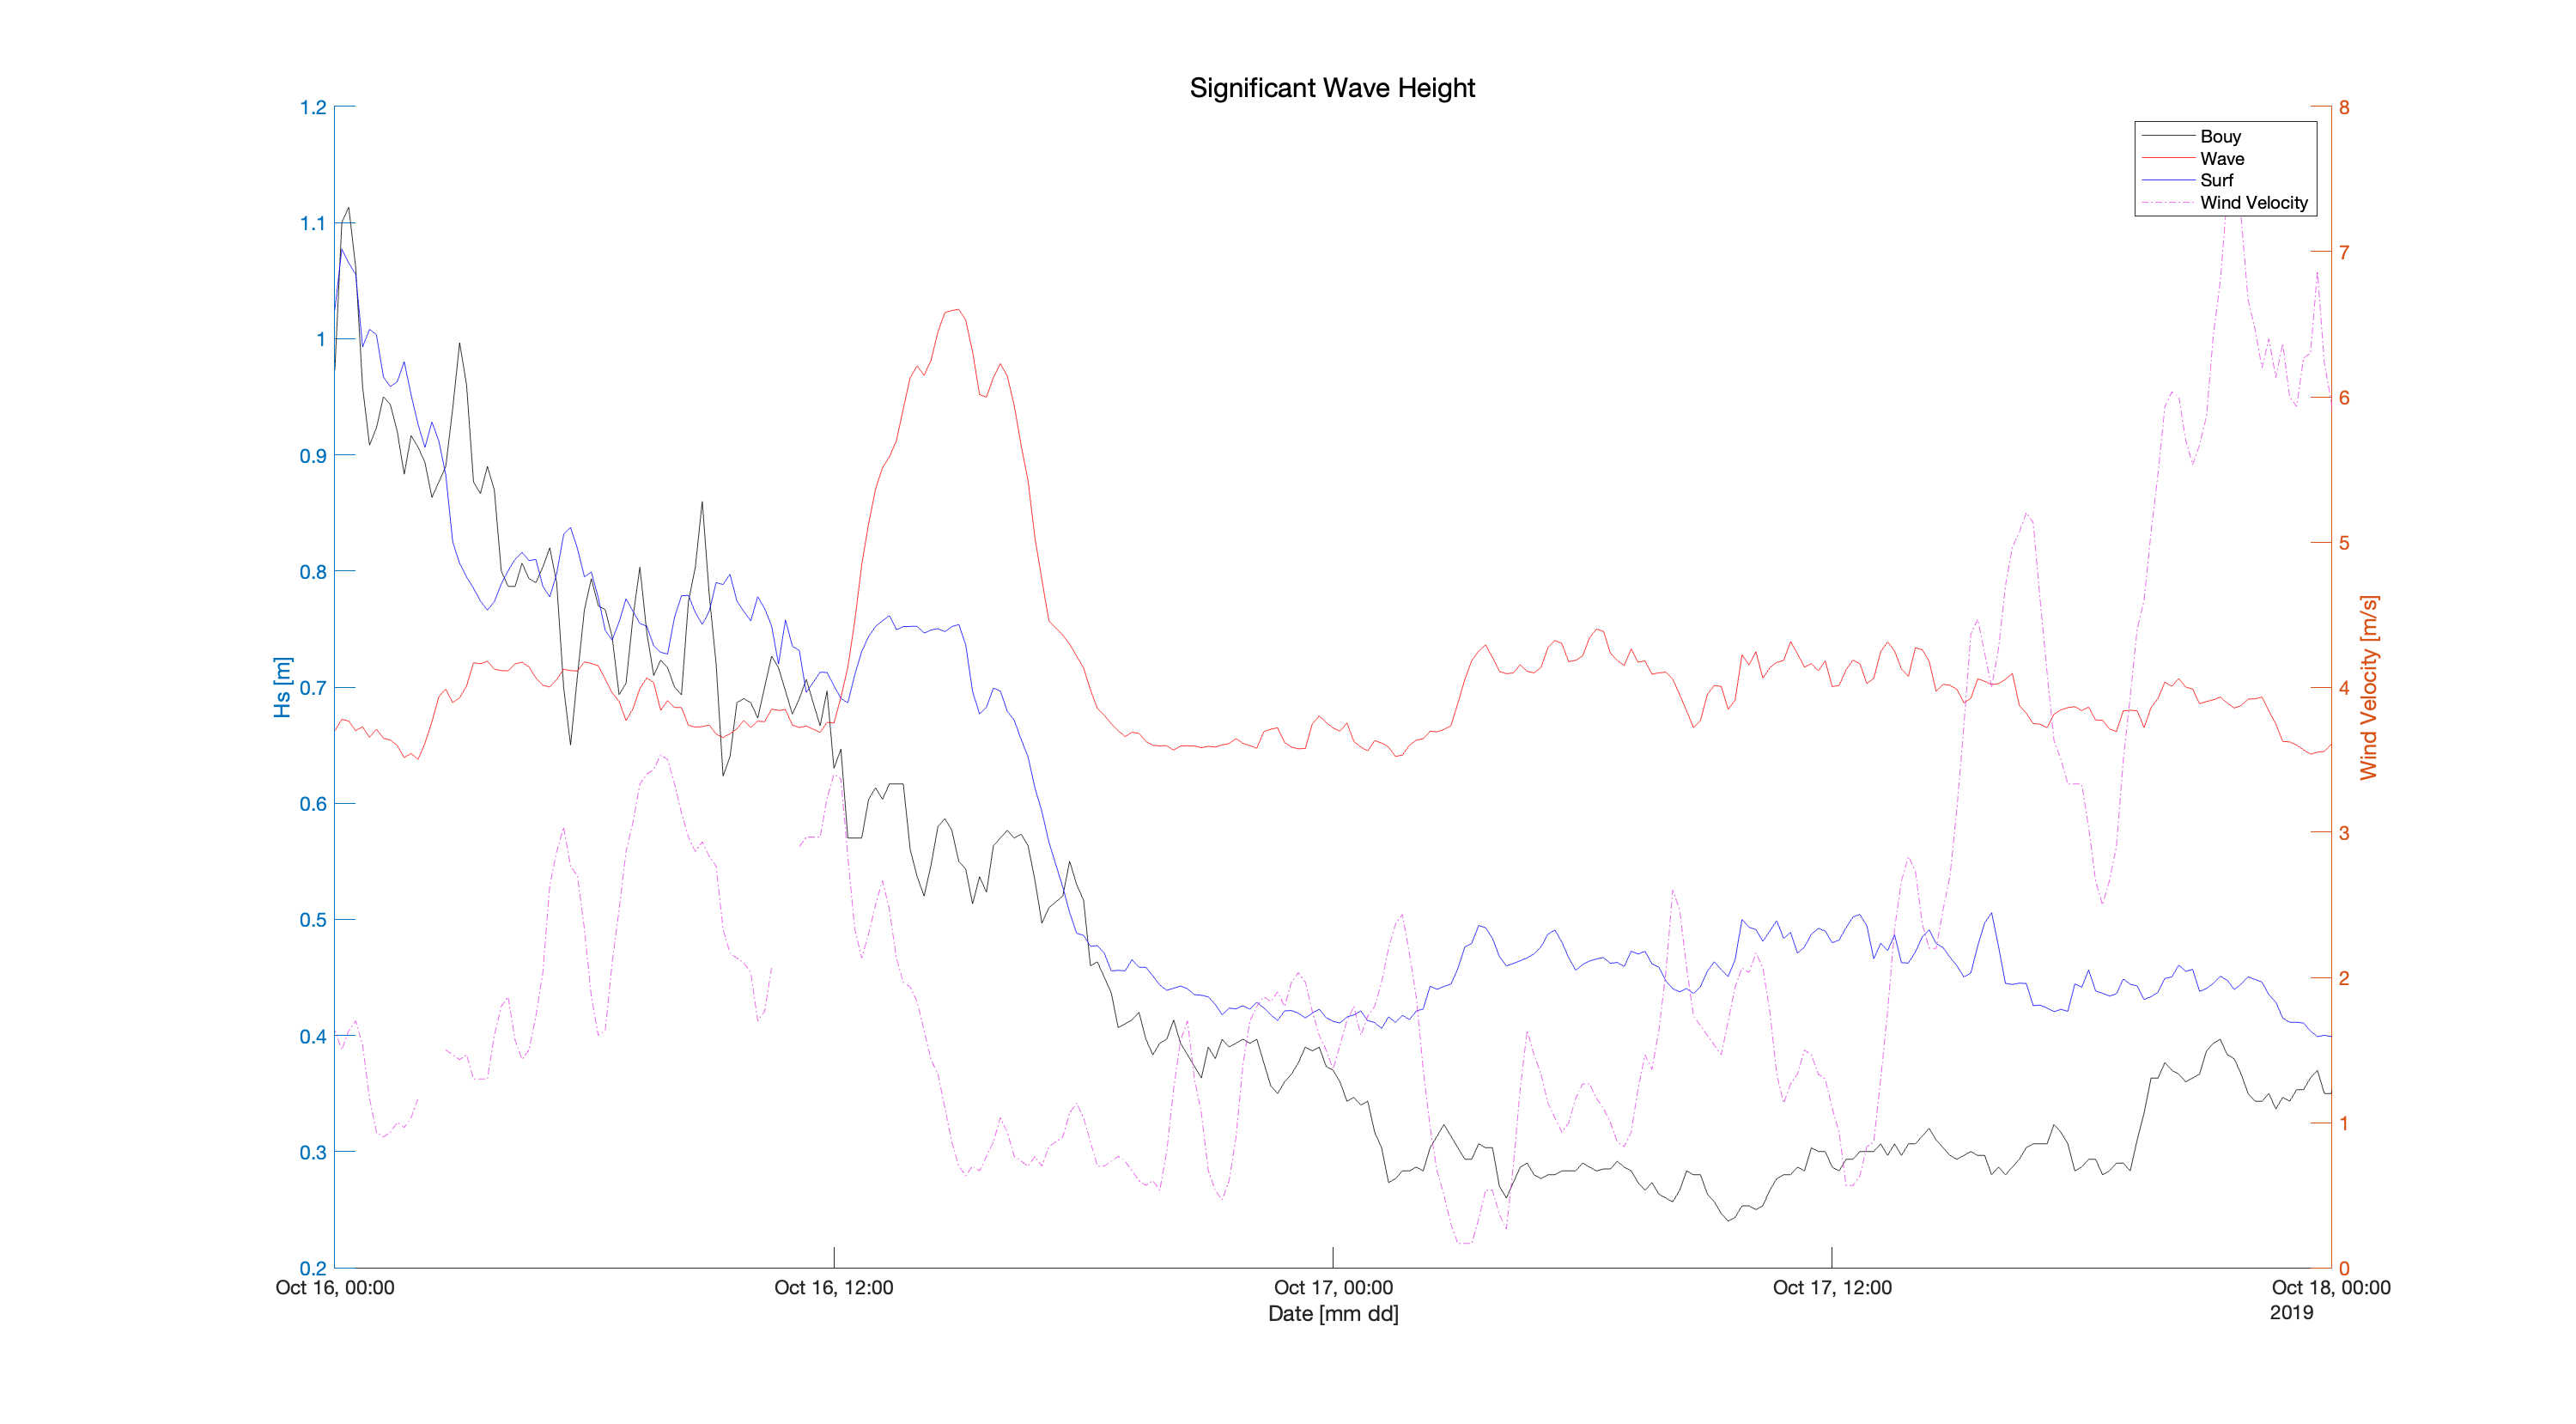 Significant Wave Height
1.2
1.1
1
0.9
0.8
0.7
0.6
0.5
0.4
0.3
0.2
Hs [m]
8
7
6
5
4
3
2
1
0
Wind Velocity [m/s]
Bouy
Wave
Surf
Wind Velocity
Oct 16, 00:00
Oct 16, 12:00
Oct 17, 00:00
Oct 17, 12:00
Oct 18, 00:00
2019
Date [mm dd]